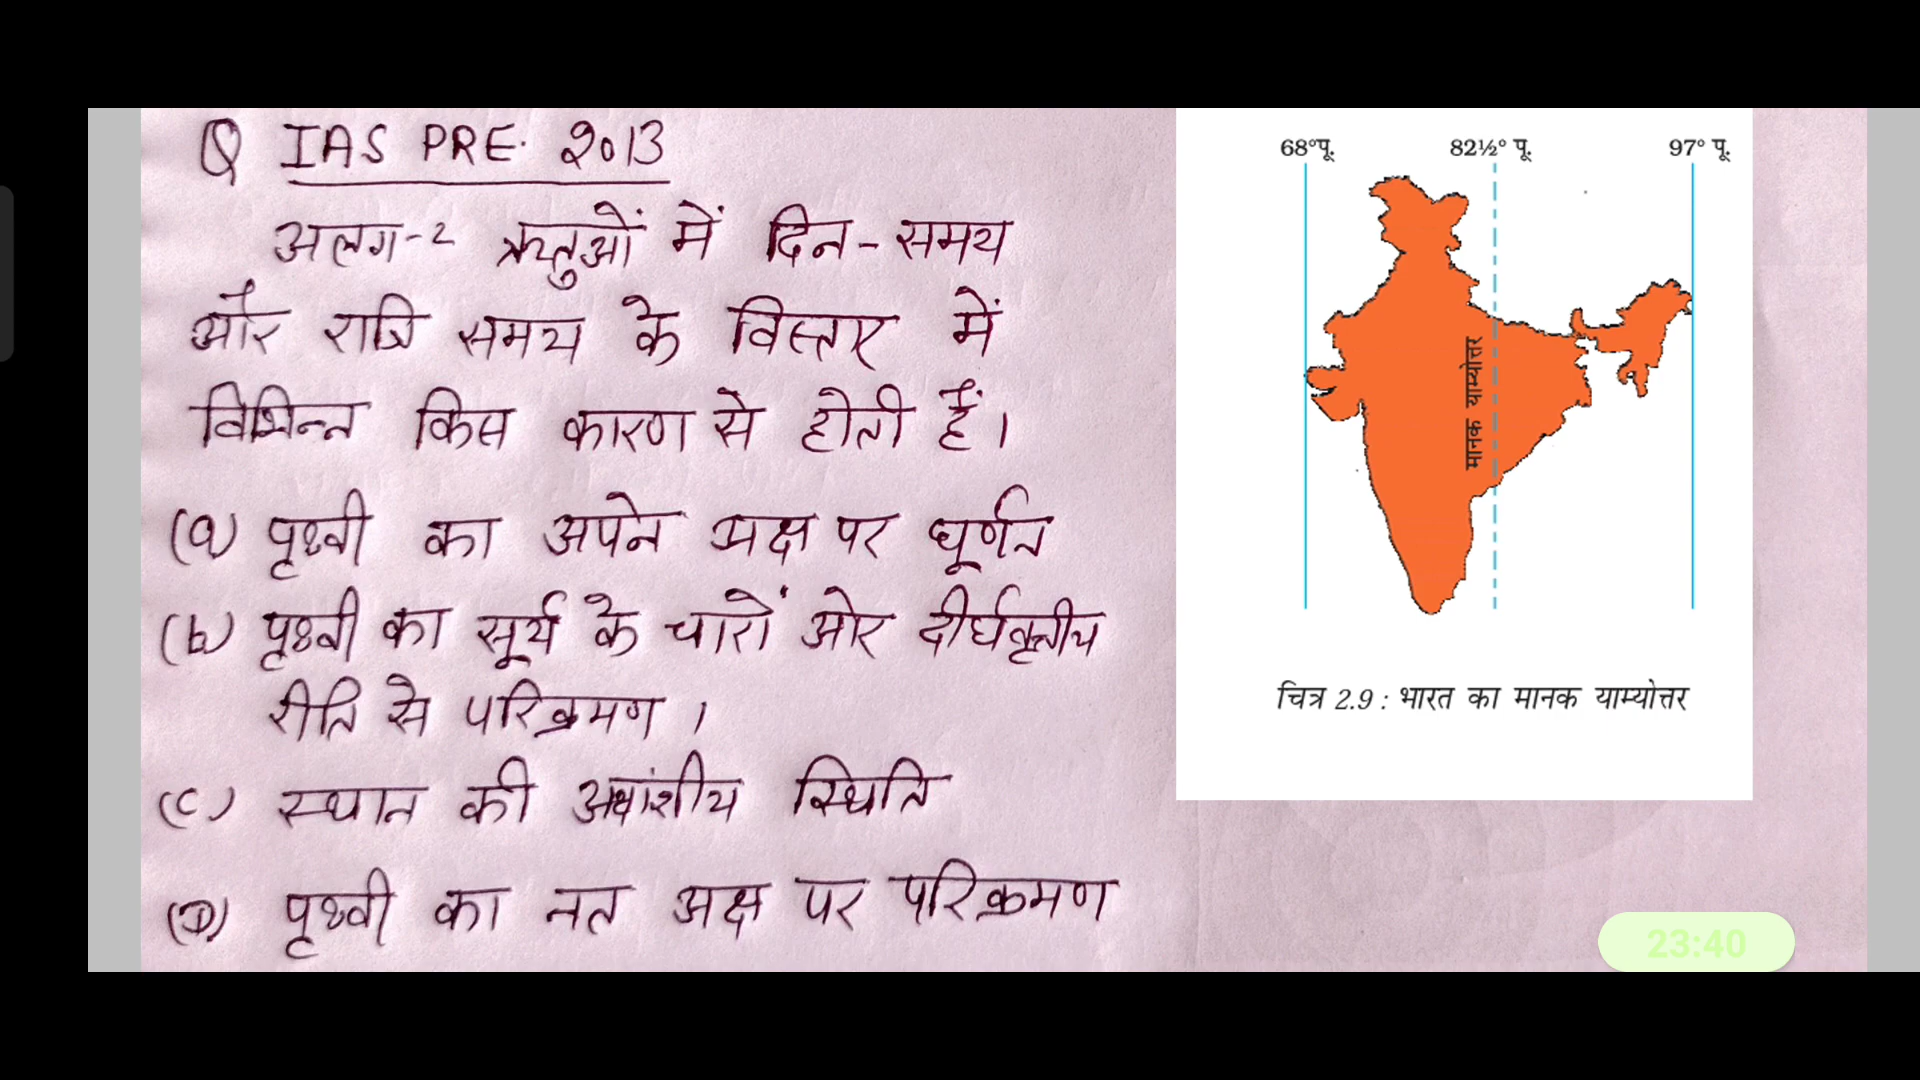 Q IAS PRE. 2013
अलग-2 ऋतुओं में दिन-समय
और रात्रि समय के विस्तार में
विभिन्न किस कारण से होती हैं।
(a) पृथ्वी का अपने अक्ष पर घूर्णन
(b) पृथ्वी का सूर्य के चारों ओर दीर्घवृत्तीय
रीति से परिक्रमण।
(c) स्थान की अक्षांशीय स्थिति
(D) पृथ्वी का नत अक्ष पर परिक्रमण
68°पू. 82½° पू. 97° पू.
मानक याम्योत्तर
चित्र 2.9 : भारत का मानक याम्योत्तर
23:40